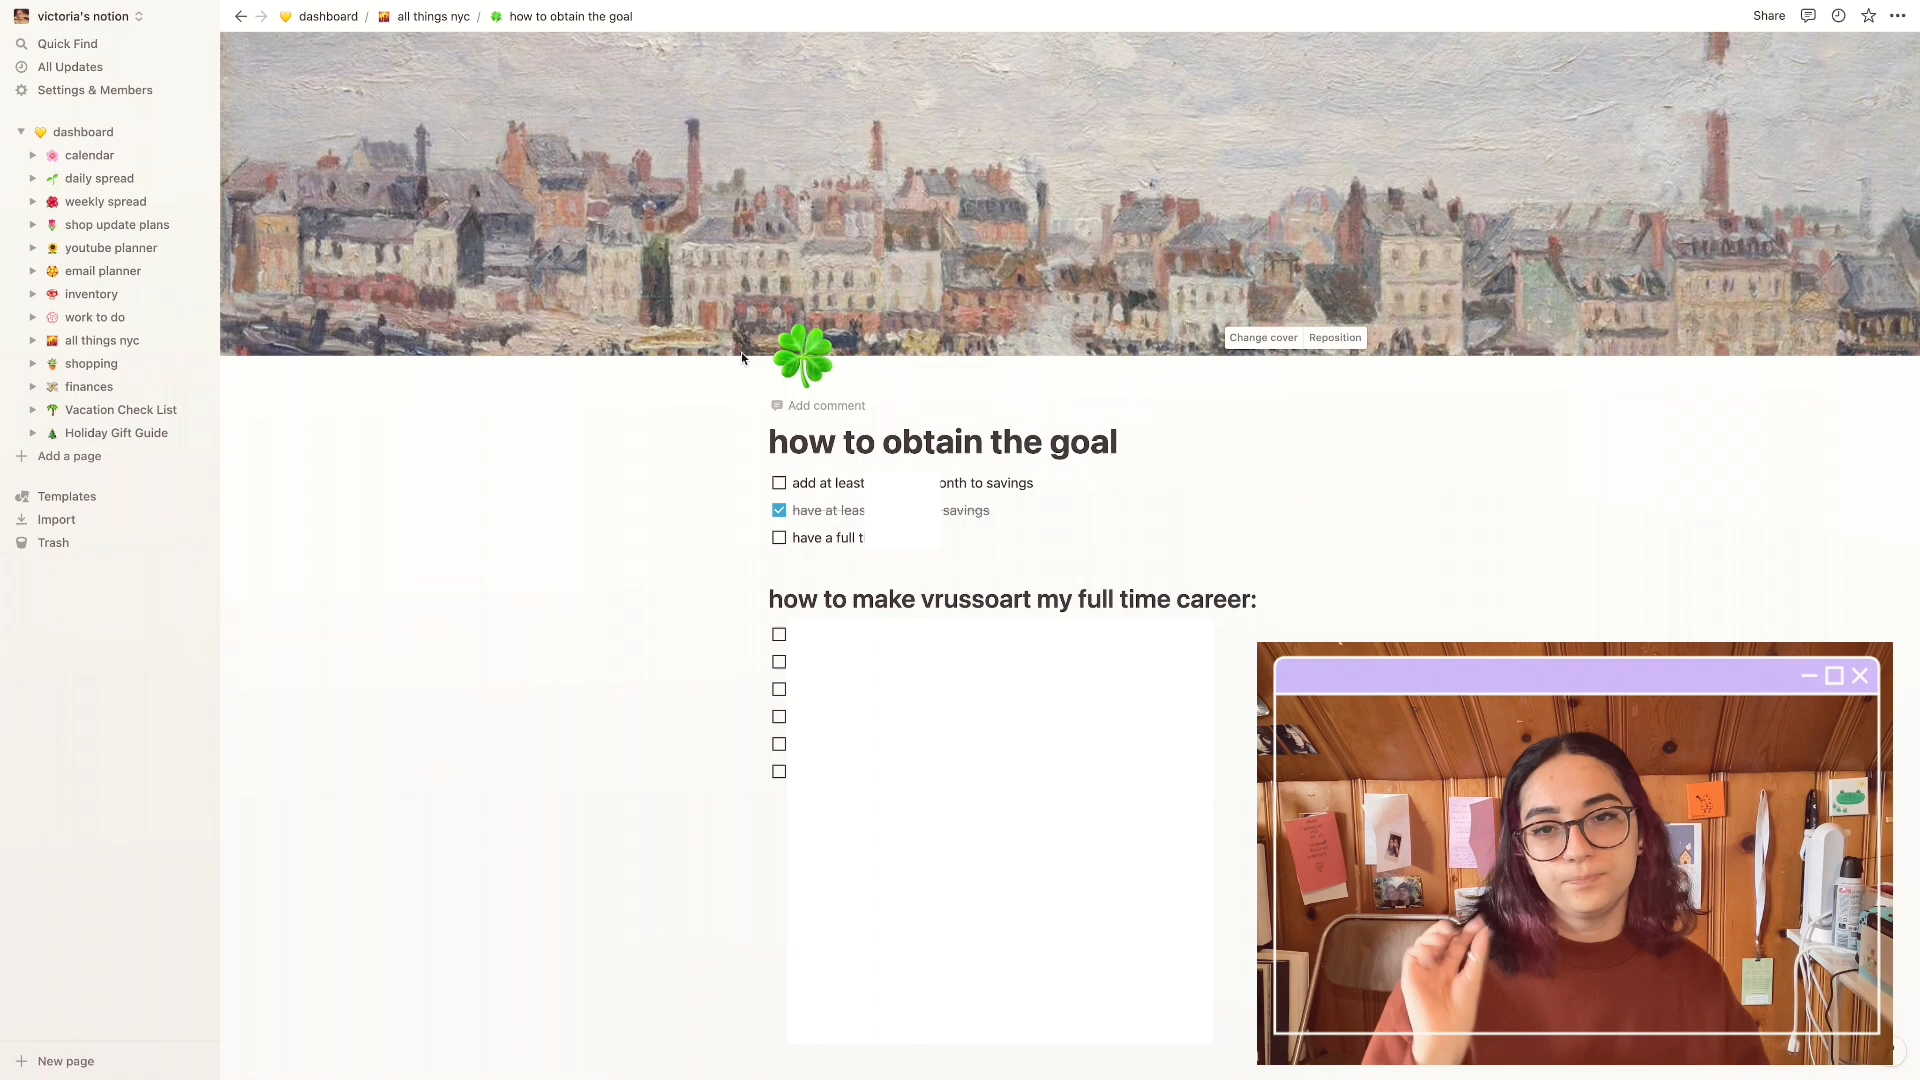 victoria's notion
Quick Find
All Updates
Settings & Members
dashboard
calendar
daily spread
weekly spread
shop update plans
youtube planner
email planner
inventory
work to do
all things nyc
shopping
finances
Vacation Check List
Holiday Gift Guide
Add a page
Templates
Import
Trash
New page
dashboard / all things nyc / how to obtain the goal
Share
Change cover Reposition
Add comment
how to obtain the goal
add at least onth to savings
have at leas savings
have a full t
how to make vrussoart my full time career: